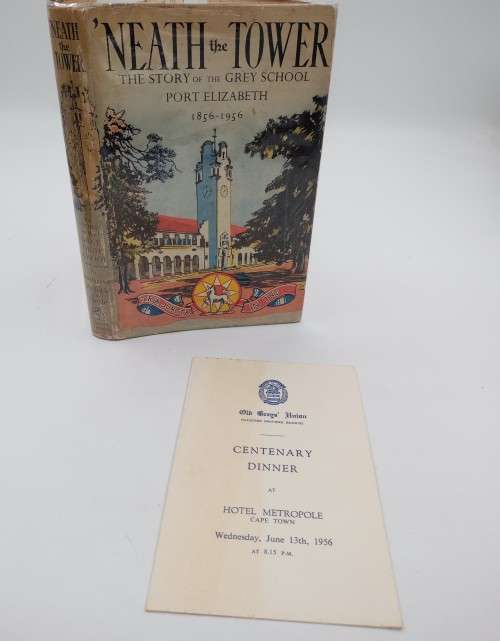 'NEATH
the
TOWER
'NEATH the TOWER
THE STORY OF THE GREY SCHOOL
PORT ELIZABETH
1856-1956
Old Greys' Union
CENTENARY
DINNER
AT
HOTEL METROPOLE
CAPE TOWN
Wednesday, June 13th, 1956
AT 8.15 P.M.